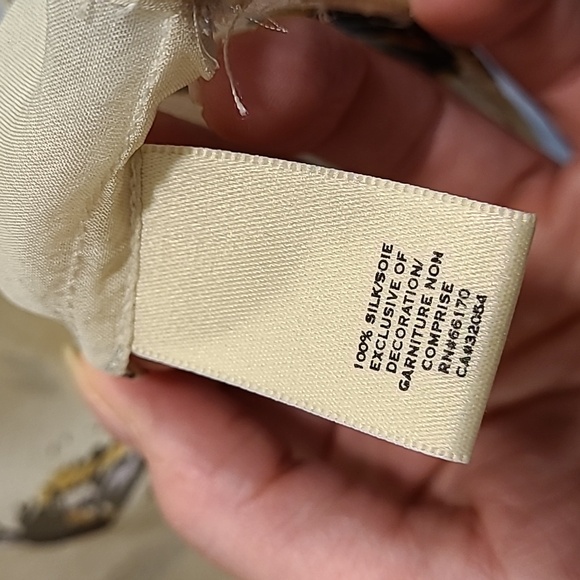 100% SILK/SOIE
EXCLUSIVE OF
DECORATION/
GARNITURE NON
COMPRISE
RN#66170
CA#32084